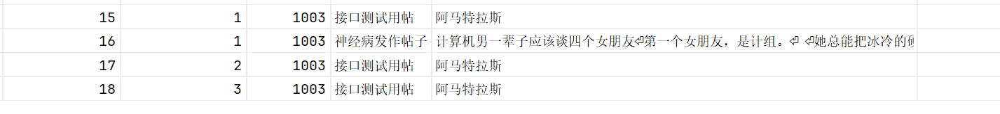 15 1 1003 接口测试用帖 阿马特拉斯
16 1 1003 神经病发作帖子 计算机男一辈子应该谈四个女朋友⏎第一个女朋友，是计组。⏎ ⏎她总能把冰冷的
17 2 1003 接口测试用帖 阿马特拉斯
18 3 1003 接口测试用帖 阿马特拉斯